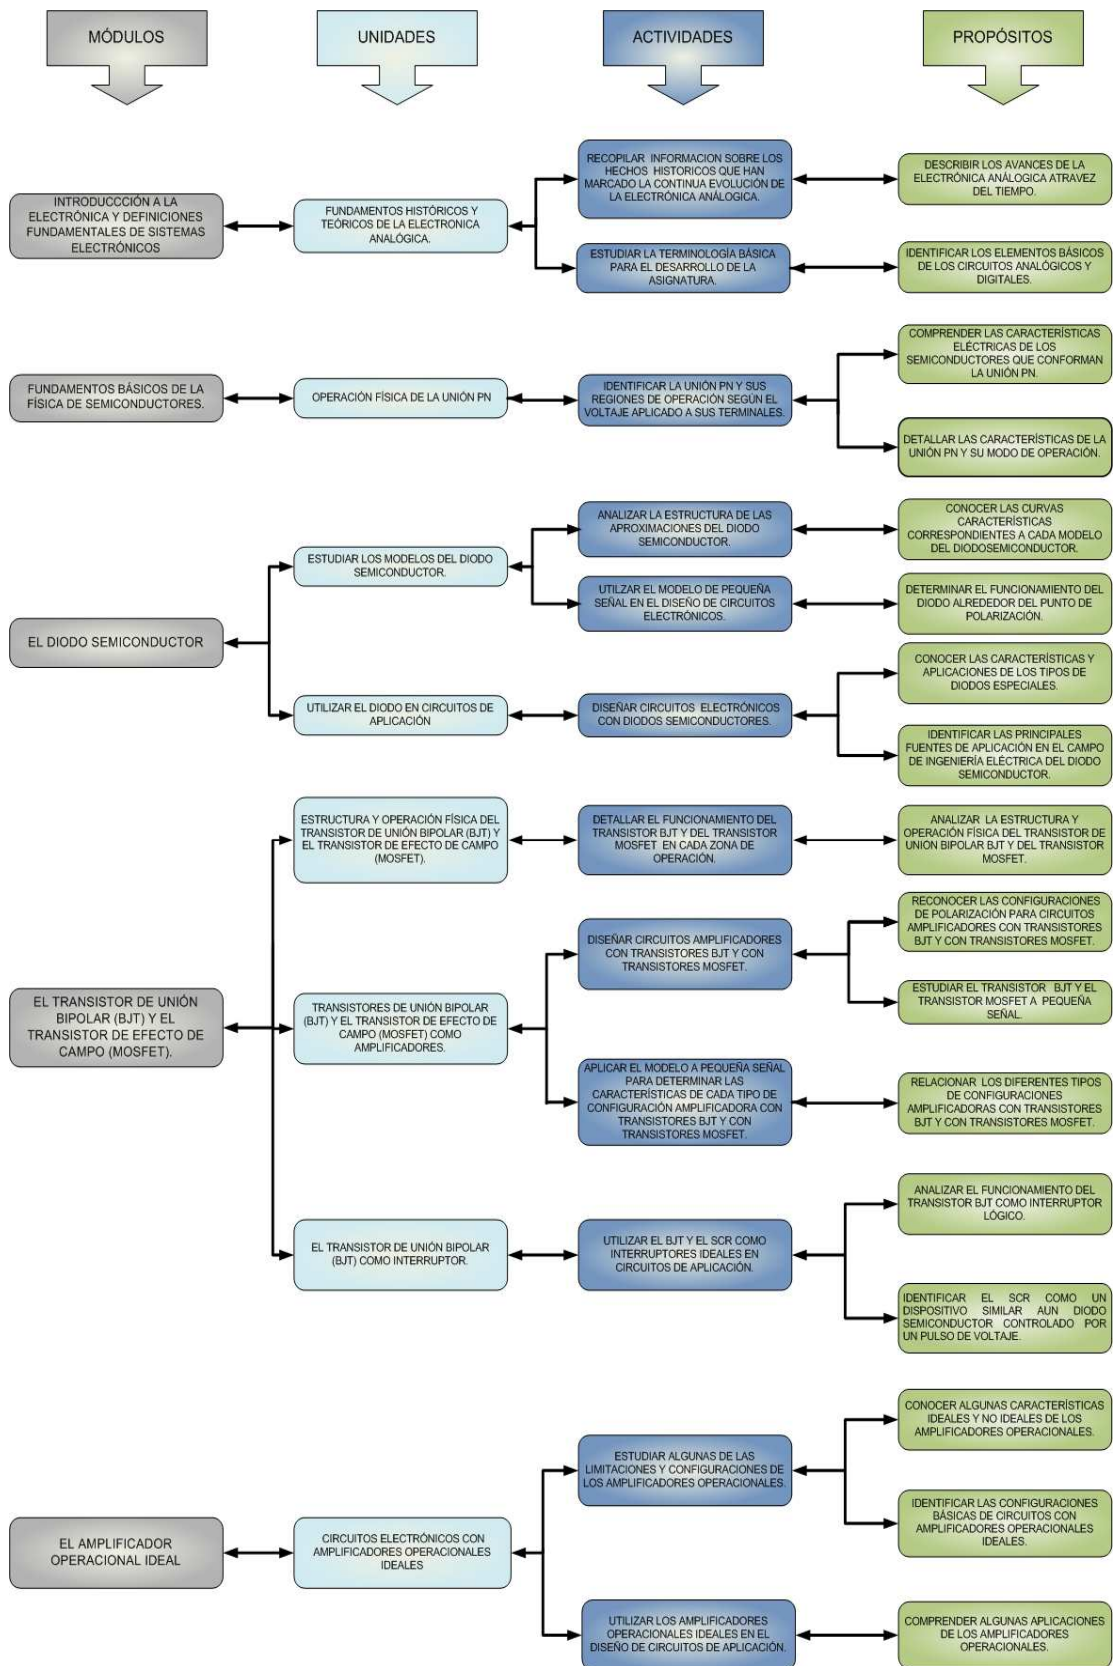 MÓDULOS
UNIDADES
ACTIVIDADES
PROPÓSITOS
INTRODUCCCIÓN A LA
ELECTRÓNICA Y DEFINICIONES
FUNDAMENTALES DE SISTEMAS
ELECTRÓNICOS
FUNDAMENTOS HISTÓRICOS Y
TEÓRICOS DE LA ELECTRONICA
ANALÓGICA.
RECOPILAR INFORMACION SOBRE LOS
HECHOS HISTORICOS QUE HAN
MARCADO LA CONTINUA EVOLUCIÓN DE
LA ELECTRÓNICA ANÁLOGICA.
DESCRIBIR LOS AVANCES DE LA
ELECTRÓNICA ANÁLOGICA ATRAVEZ
DEL TIEMPO.
ESTUDIAR LA TERMINOLOGÍA BÁSICA
PARA EL DESARROLLO DE LA
ASIGNATURA.
IDENTIFICAR LOS ELEMENTOS BÁSICOS
DE LOS CIRCUITOS ANALÓGICOS Y
DIGITALES.
FUNDAMENTOS BÁSICOS DE LA
FÍSICA DE SEMICONDUCTORES.
OPERACIÓN FÍSICA DE LA UNIÓN PN
IDENTIFICAR LA UNIÓN PN Y SUS
REGIONES DE OPERACIÓN SEGÚN EL
VOLTAJE APLICADO A SUS TERMINALES.
COMPRENDER LAS CARACTERÍSTICAS
ELÉCTRICAS DE LOS
SEMICONDUCTORES QUE CONFORMAN
LA UNIÓN PN.
DETALLAR LAS CARACTERÍSTICAS DE LA
UNIÓN PN Y SU MODO DE OPERACIÓN.
EL DIODO SEMICONDUCTOR
ESTUDIAR LOS MODELOS DEL DIODO
SEMICONDUCTOR.
ANALIZAR LA ESTRUCTURA DE LAS
APROXIMACIONES DEL DIODO
SEMICONDUCTOR.
CONOCER LAS CURVAS
CARACTERÍSTICAS
CORRESPONDIENTES A CADA MODELO
DEL DIODOSEMICONDUCTOR.
UTILZAR EL MODELO DE PEQUEÑA
SEÑAL EN EL DISEÑO DE CIRCUITOS
ELECTRÓNICOS.
DETERMINAR EL FUNCIONAMIENTO DEL
DIODO ALREDEDOR DEL PUNTO DE
POLARIZACIÓN.
UTILIZAR EL DIODO EN CIRCUITOS DE
APLICACIÓN
DISEÑAR CIRCUITOS ELECTRÓNICOS
CON DIODOS SEMICONDUCTORES.
CONOCER LAS CARACTERÍSTICAS Y
APLICACIONES DE LOS TIPOS DE
DIODOS ESPECIALES.
IDENTIFICAR LAS PRINCIPALES
FUENTES DE APLICACIÓN EN EL CAMPO
DE INGENIERÍA ELÉCTRICA DEL DIODO
SEMICONDUCTOR.
EL TRANSISTOR DE UNIÓN
BIPOLAR (BJT) Y EL
TRANSISTOR DE EFECTO DE
CAMPO (MOSFET).
ESTRUCTURA Y OPERACIÓN FÍSICA DEL
TRANSISTOR DE UNIÓN BIPOLAR (BJT) Y
EL TRANSISTOR DE EFECTO DE CAMPO
(MOSFET).
DETALLAR EL FUNCIONAMIENTO DEL
TRANSISTOR BJT Y DEL TRANSISTOR
MOSFET EN CADA ZONA DE
OPERACIÓN.
ANALIZAR LA ESTRUCTURA Y
OPERACIÓN FÍSICA DEL TRANSISTOR DE
UNIÓN BIPOLAR BJT Y DEL TRANSISTOR
MOSFET.
TRANSISTORES DE UNIÓN BIPOLAR
(BJT) Y EL TRANSISTOR DE EFECTO DE
CAMPO (MOSFET) COMO
AMPLIFICADORES.
DISEÑAR CIRCUITOS AMPLIFICADORES
CON TRANSISTORES BJT Y CON
TRANSISTORES MOSFET.
RECONOCER LAS CONFIGURACIONES
DE POLARIZACIÓN PARA CIRCUITOS
AMPLIFICADORES CON TRANSISTORES
BJT Y CON TRANSISTORES MOSFET.
ESTUDIAR EL TRANSISTOR BJT Y EL
TRANSISTOR MOSFET A PEQUEÑA
SEÑAL.
APLICAR EL MODELO A PEQUEÑA SEÑAL
PARA DETERMINAR LAS
CARACTERÍSTICAS DE CADA TIPO DE
CONFIGURACIÓN AMPLIFICADORA CON
TRANSISTORES BJT Y CON
TRANSISTORES MOSFET.
RELACIONAR LOS DIFERENTES TIPOS
DE CONFIGURACIONES
AMPLIFICADORAS CON TRANSISTORES
BJT Y CON TRANSISTORES MOSFET.
EL TRANSISTOR DE UNIÓN BIPOLAR
(BJT) COMO INTERRUPTOR.
UTILIZAR EL BJT Y EL SCR COMO
INTERRUPTORES IDEALES EN
CIRCUITOS DE APLICACIÓN.
ANALIZAR EL FUNCIONAMIENTO DEL
TRANSISTOR BJT COMO INTERRUPTOR
LÓGICO.
IDENTIFICAR EL SCR COMO UN
DISPOSITIVO SIMILAR AUN DIODO
SEMICONDUCTOR CONTROLADO POR
UN PULSO DE VOLTAJE.
EL AMPLIFICADOR
OPERACIONAL IDEAL
CIRCUITOS ELECTRÓNICOS CON
AMPLIFICADORES OPERACIONALES
IDEALES
ESTUDIAR ALGUNAS DE LAS
LIMITACIONES Y CONFIGURACIONES DE
LOS AMPLIFICADORES OPERACIONALES.
CONOCER ALGUNAS CARACTERÍSTICAS
IDEALES Y NO IDEALES DE LOS
AMPLIFICADORES OPERACIONALES.
IDENTIFICAR LAS CONFIGURACIONES
BÁSICAS DE CIRCUITOS CON
AMPLIFICADORES OPERACIONALES
IDEALES.
UTILIZAR LOS AMPLIFICADORES
OPERACIONALES IDEALES EN EL
DISEÑO DE CIRCUITOS DE APLICACIÓN.
COMPRENDER ALGUNAS APLICACIONES
DE LOS AMPLIFICADORES
OPERACIONALES.